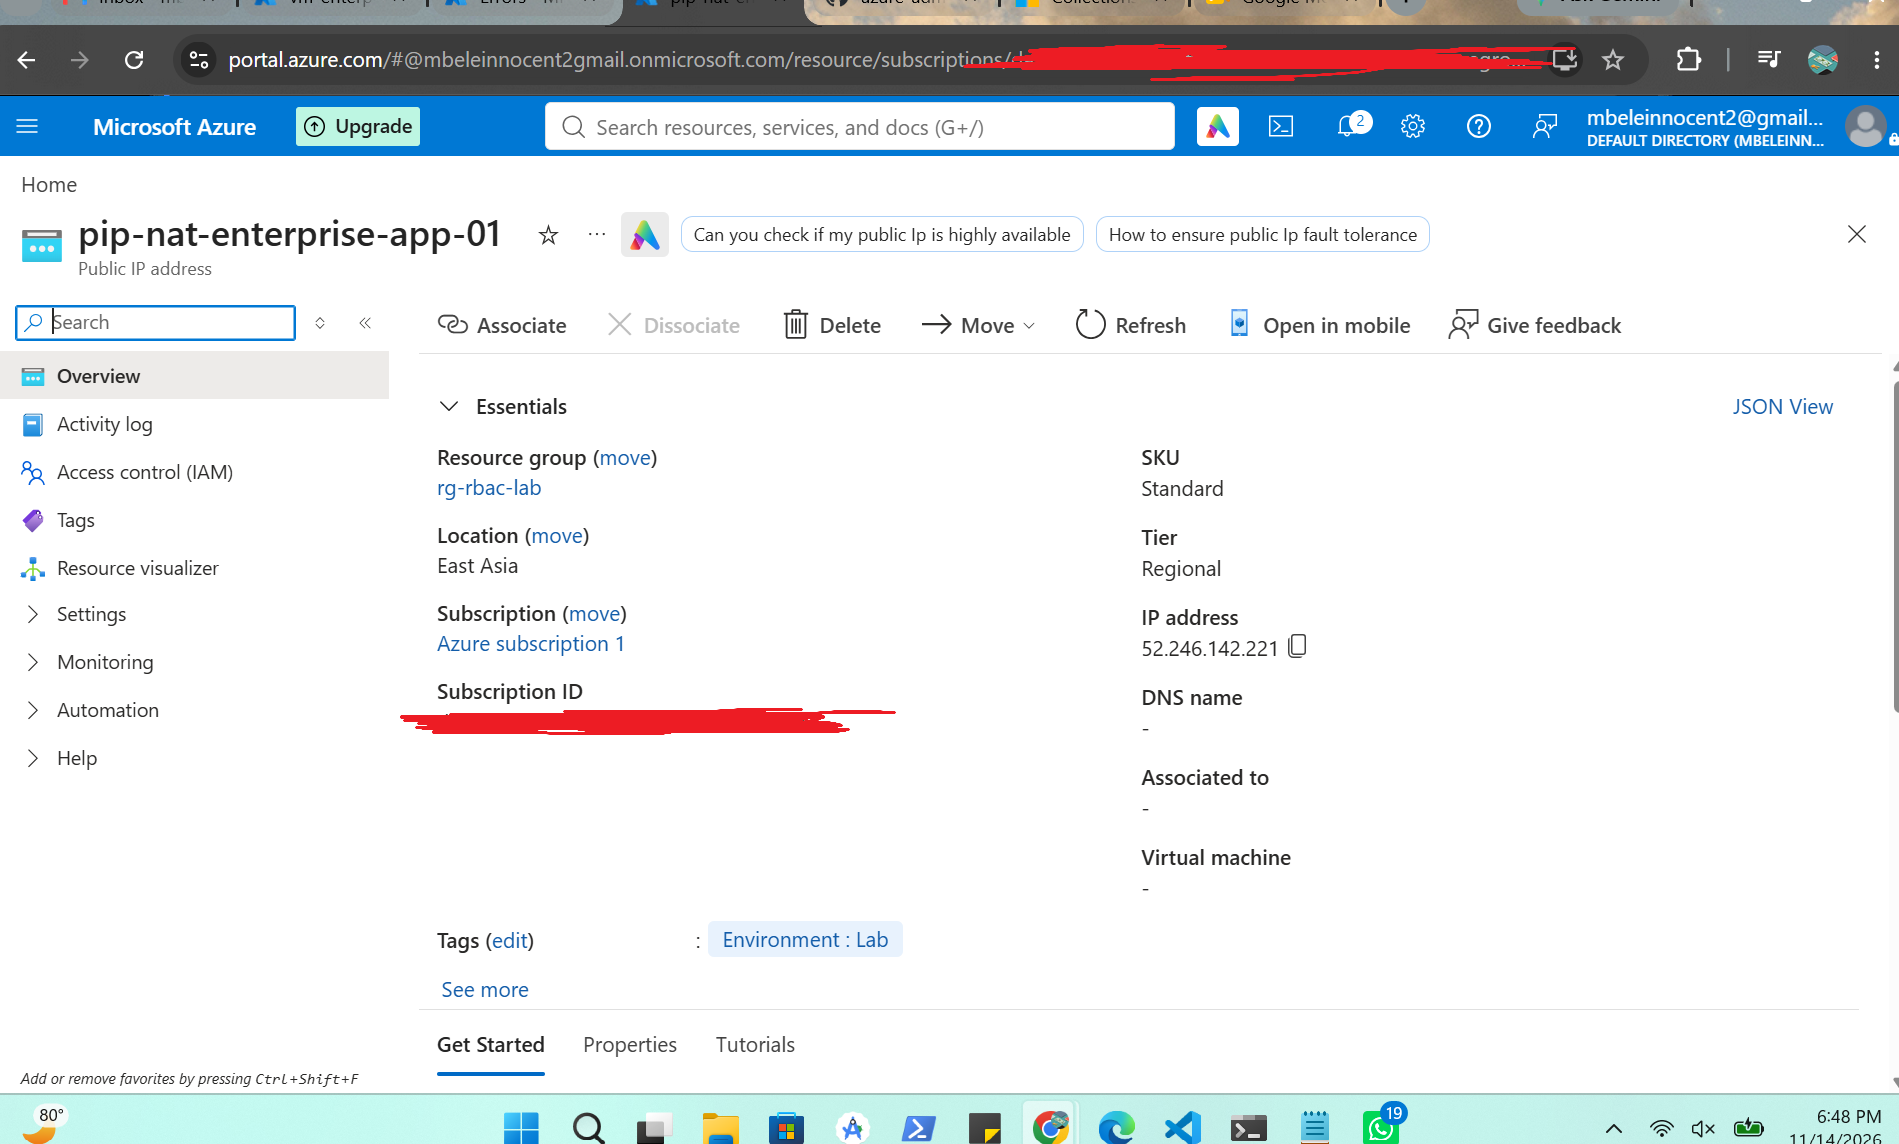 portal.azure.com/#@mbeleinnocent2gmail.onmicrosoft.com/resource/subscriptions/
Microsoft Azure
Upgrade
Search resources, services, and docs (G+/)
2
mbeleinnocent2@gmail...
DEFAULT DIRECTORY (MBELEINN...
Home
pip-nat-enterprise-app-01
Can you check if my public Ip is highly available
How to ensure public Ip fault tolerance
Public IP address
Search
Associate
Dissociate
Delete
Move
Refresh
Open in mobile
Give feedback
Overview
Activity log
Access control (IAM)
Tags
Resource visualizer
Settings
Monitoring
Automation
Help
Essentials
JSON View
Resource group (move)
rg-rbac-lab
Location (move)
East Asia
Subscription (move)
Azure subscription 1
Subscription ID
SKU
Standard
Tier
Regional
IP address
52.246.142.221
DNS name
-
Associated to
-
Virtual machine
-
Tags (edit) : Environment : Lab
See more
Get Started
Properties
Tutorials
Add or remove favorites by pressing Ctrl+Shift+F
80°
19
6:48 PM
11/14/2026